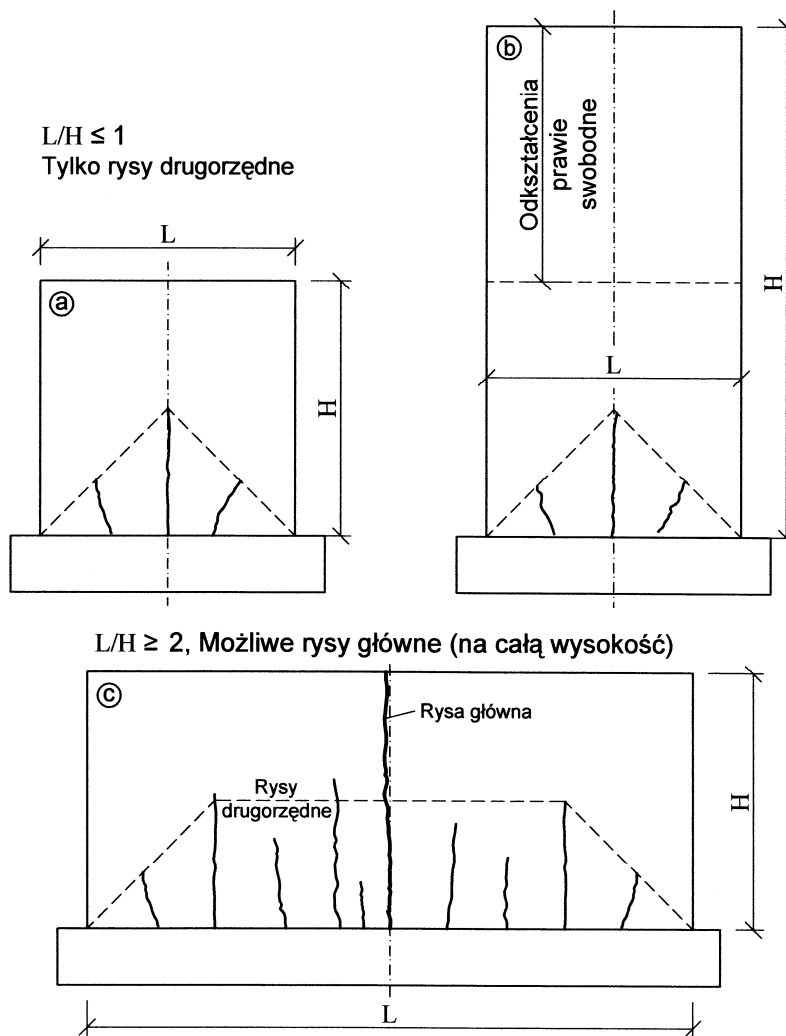 L/H ≤ 1
Tylko rysy drugorzędne
L
ⓐ
H
ⓑ
Odkształcenia
prawie
swobodne
L
H
L/H ≥ 2, Możliwe rysy główne (na całą wysokość)
ⓒ
Rysa główna
Rysy
drugorzędne
H
L